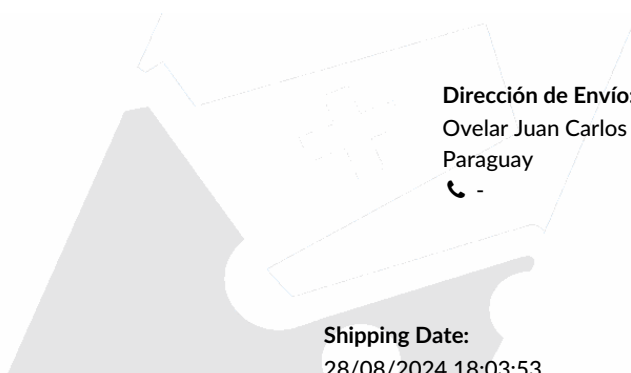 Dirección de Envío:
Ovelar Juan Carlos
Paraguay
-
Shipping Date:
28/08/2024 18:03:53